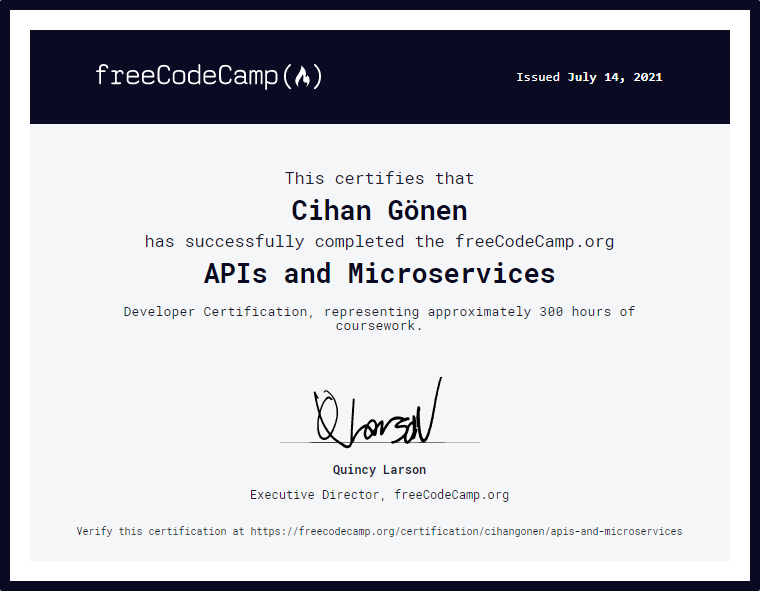 freeCodeCamp(🔥)
Issued July 14, 2021
This certifies that
Cihan Gönen
has successfully completed the freeCodeCamp.org
APIs and Microservices
Developer Certification, representing approximately 300 hours of
coursework.
Q Larson
Quincy Larson
Executive Director, freeCodeCamp.org
Verify this certification at https://freecodecamp.org/certification/cihangonen/apis-and-microservices